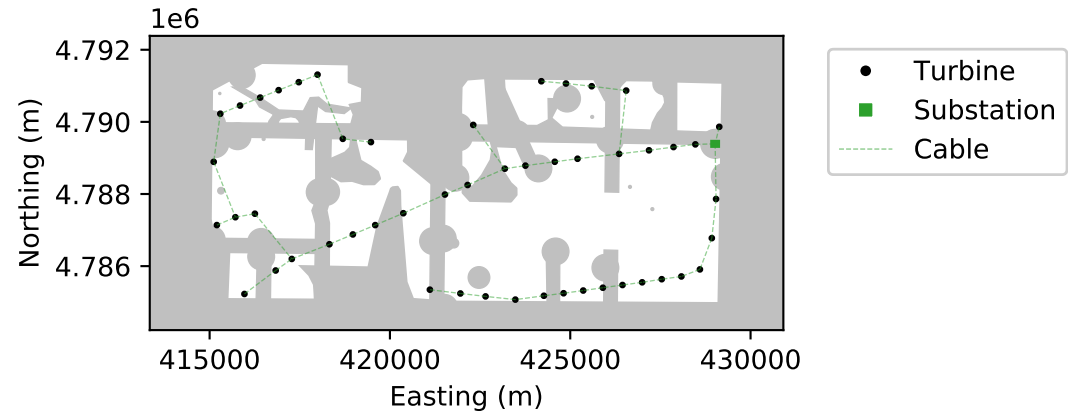 1e6
4.792
4.790
4.788
4.786
Northing (m)
415000 420000 425000 430000
Easting (m)
Turbine
Substation
Cable